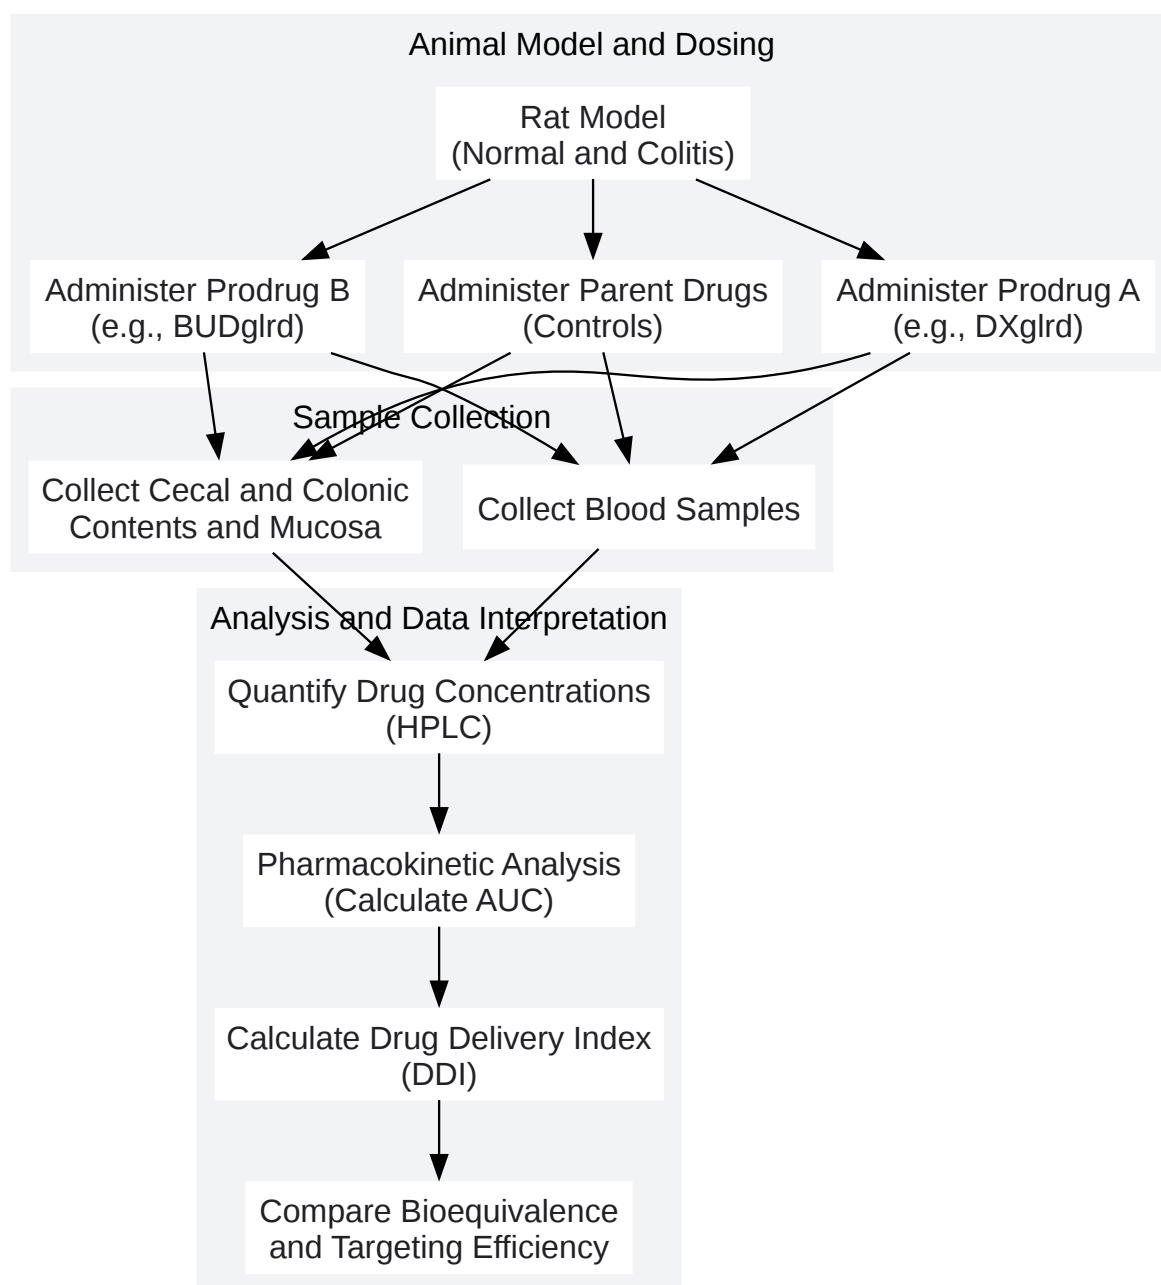 Animal Model and Dosing
Rat Model
(Normal and Colitis)
Administer Prodrug B
(e.g., BUDglrd)
Administer Parent Drugs
(Controls)
Administer Prodrug A
(e.g., DXglrd)
Sample Collection
Collect Cecal and Colonic
Contents and Mucosa
Collect Blood Samples
Analysis and Data Interpretation
Quantify Drug Concentrations
(HPLC)
Pharmacokinetic Analysis
(Calculate AUC)
Calculate Drug Delivery Index
(DDI)
Compare Bioequivalence
and Targeting Efficiency